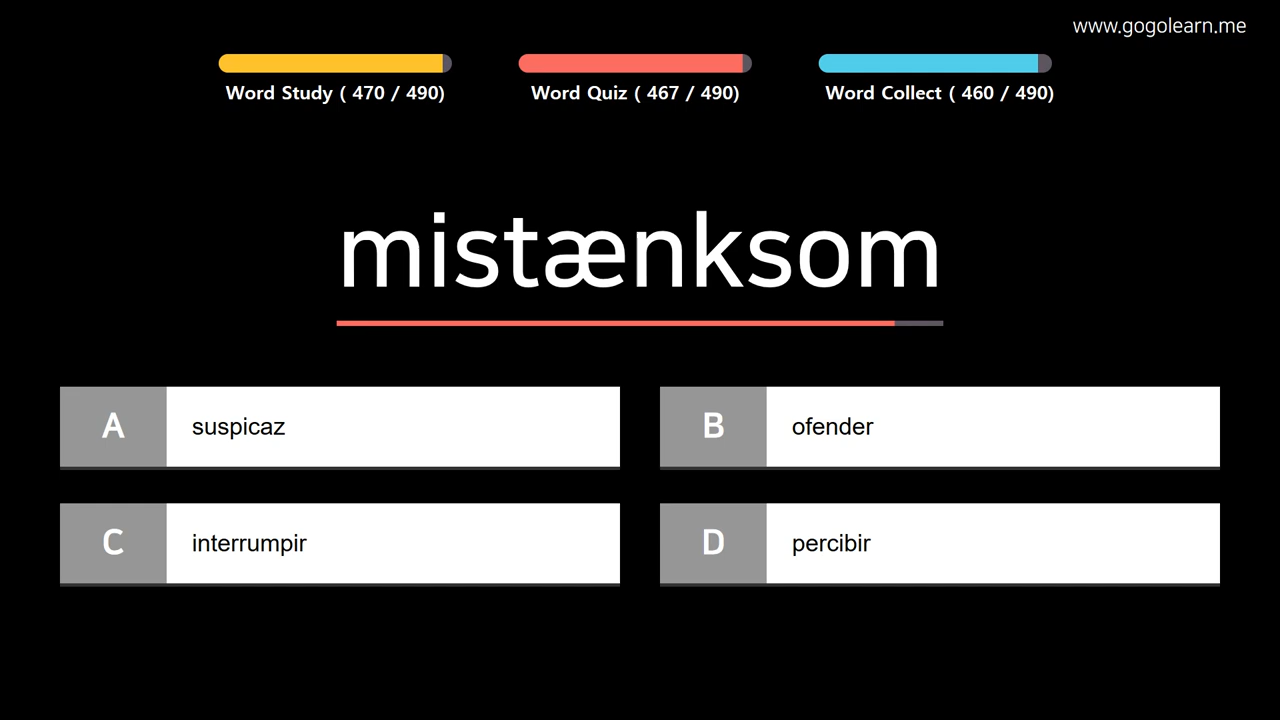 www.gogolearn.me
Word Study ( 470 / 490)
Word Quiz ( 467 / 490)
Word Collect ( 460 / 490)
mistænksom
A suspicaz
B ofender
C interrumpir
D percibir